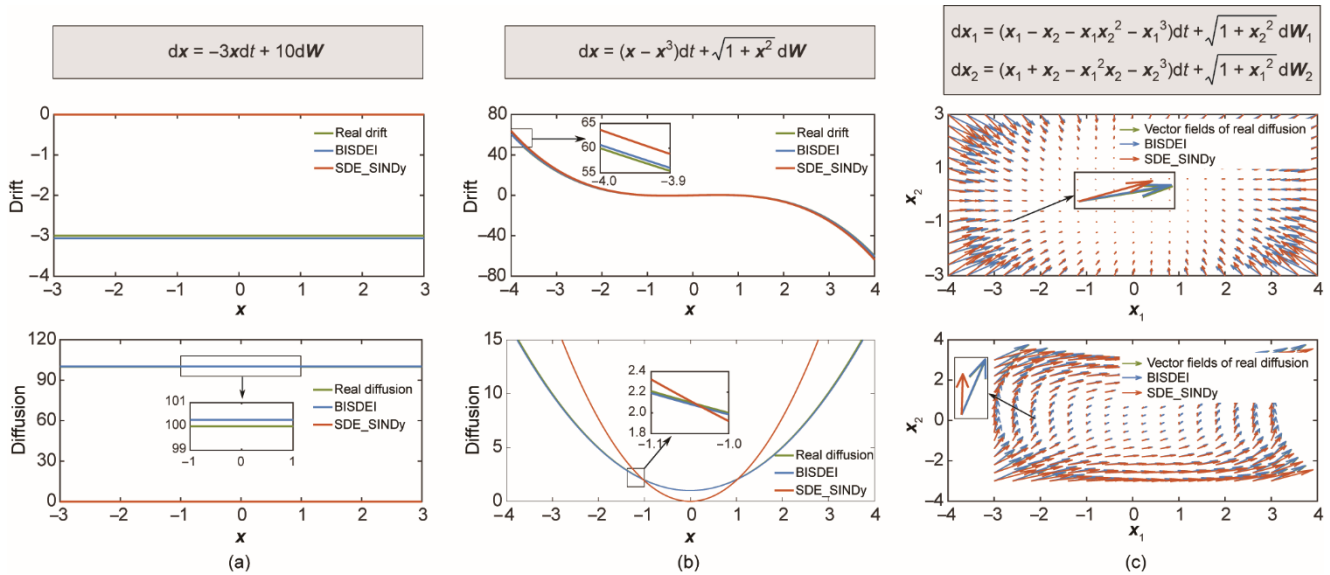 dx = −3xdt + 10dW
0
−1
−2
−3
−4
Drift
Real drift
BISDEI
SDE_SINDy
−3 −2 −1 0 1 2 3
x
120
90
60
30
0
Diffusion
101
100
99
−1 0 1
Real diffusion
BISDEI
SDE_SINDy
−3 −2 −1 0 1 2 3
x
(a)
dx = (x − x³)dt + √(1 + x²) dW
80
40
0
−40
80
Drift
65
60
55
−4.0 −3.9
Real drift
BISDEI
SDE_SINDy
−4 −3 −2 −1 0 1 2 3 4
x
15
10
5
0
Diffusion
2.4
2.2
2.0
1.8
−1.1 −1.0
Real diffusion
BISDEI
SDE_SINDy
−4 −3 −2 −1 0 1 2 3 4
x
(b)
dx₁ = (x₁ − x₂ − x₁x₂² − x₁³)dt + √(1 + x₂²) dW₁
dx₂ = (x₁ + x₂ − x₁²x₂ − x₂³)dt + √(1 + x₁²) dW₂
3
1
−1
−3
x₂
Vector fields of real diffusion
BISDEI
SDE_SINDy
−4 −3 −2 −1 0 1 2 3 4
x₁
4
2
0
−2
−4
x₂
Vector fields of real diffusion
BISDEI
SDE_SINDy
−4 −3 −2 −1 0 1 2 3 4
x₁
(c)